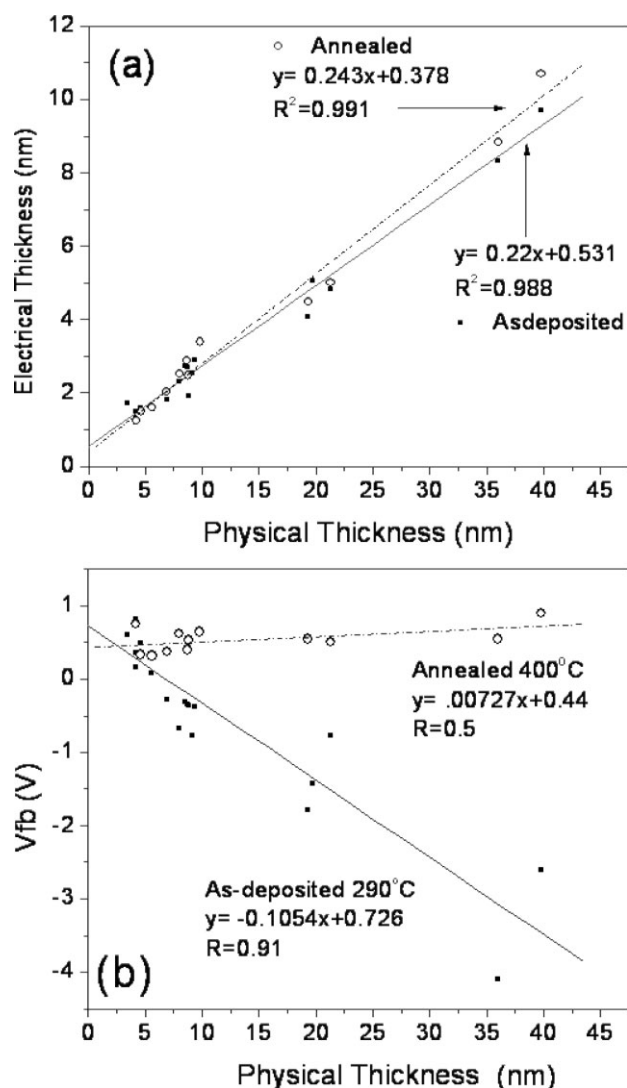 12
(a)
Annealed
y= 0.243x+0.378
R²=0.991
10
8
6
4
2
0
y= 0.22x+0.531
R²=0.988
Asdeposited
Electrical Thickness (nm)
0 5 10 15 20 25 30 35 40 45
Physical Thickness (nm)
1
0
-1
-2
-3
-4
Vfb (V)
Annealed 400°C
y= .00727x+0.44
R=0.5
As-deposited 290°C
y= -0.1054x+0.726
R=0.91
(b)
0 5 10 15 20 25 30 35 40 45
Physical Thickness (nm)